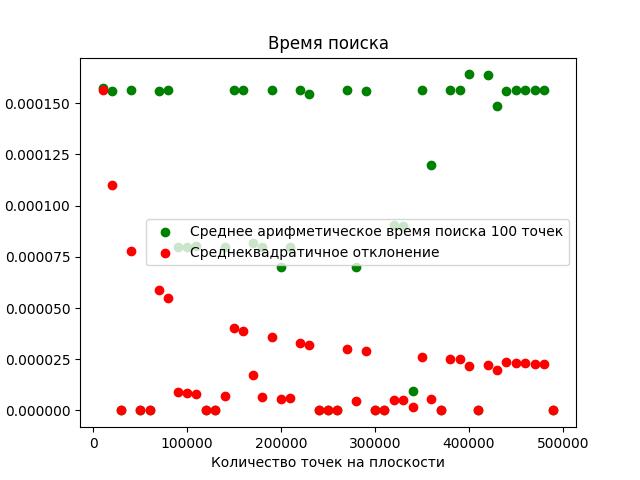 Время поиска
0.000150
0.000125
0.000100
0.000075
0.000050
0.000025
0.000000
Среднее арифметическое время поиска 100 точек
Среднеквадратичное отклонение
0 100000 200000 300000 400000 500000
Количество точек на плоскости